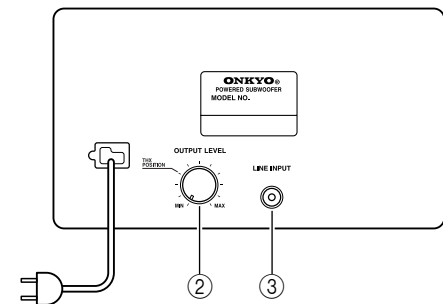 ONKYO®
POWERED SUBWOOFER
MODEL NO.
OUTPUT LEVEL
THX
POSITION
LINE INPUT
MIN
MAX
2
3